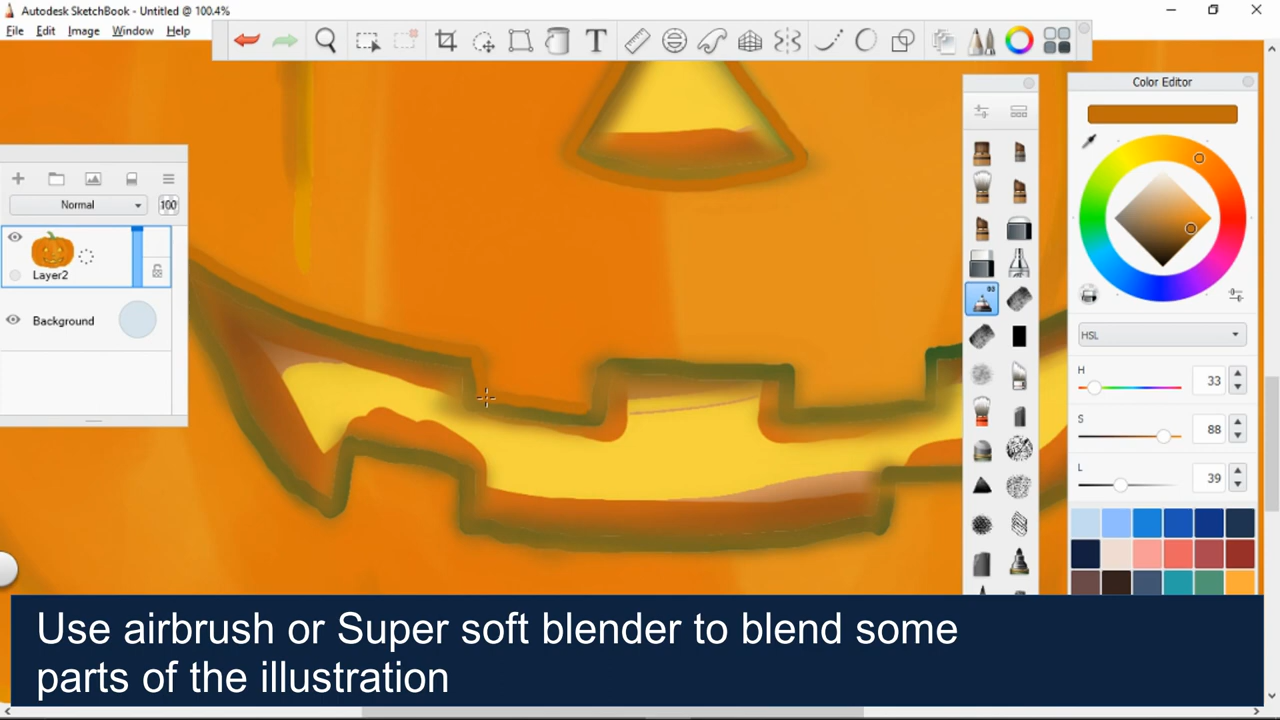 Autodesk SketchBook - Untitled @ 100.4%
File Edit Image Window Help
Color Editor
Normal
100
Layer2
Background
HSL
H
33
S
88
L
39
Use airbrush or Super soft blender to blend some
parts of the illustration